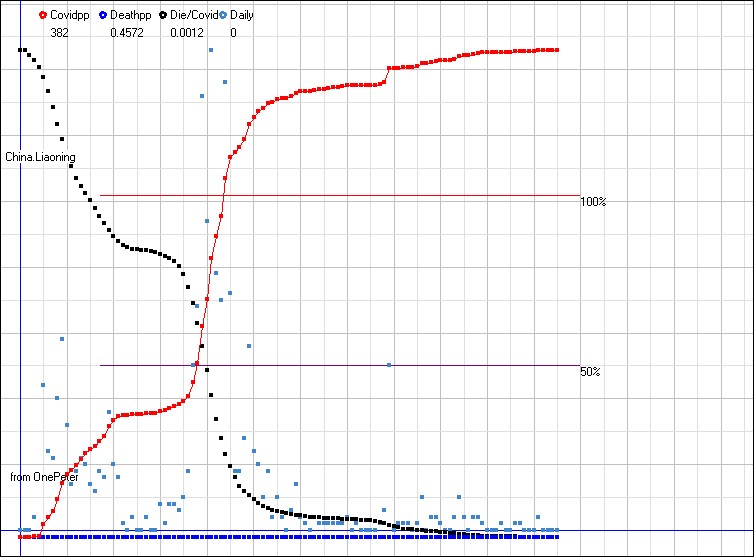 Covidpp Deathpp Die/Covid Daily
382 0.4572 0.0012 0
China.Liaoning
100%
50%
from OnePeter